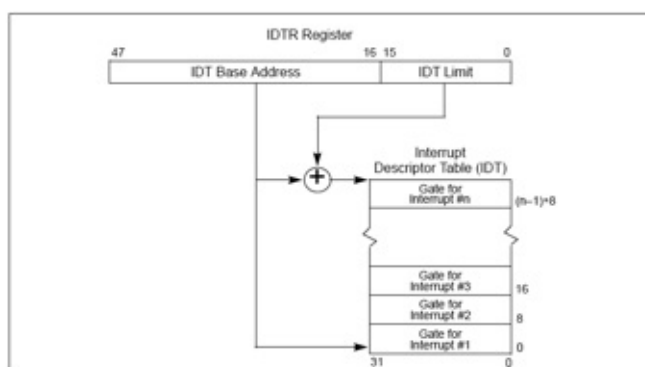 IDTR Register
47 16 15 0
IDT Base Address IDT Limit
+
Interrupt
Descriptor Table (IDT)
Gate for
Interrupt #n
(n–1)*8
Gate for
Interrupt #3
16
Gate for
Interrupt #2
8
Gate for
Interrupt #1
0
31 0